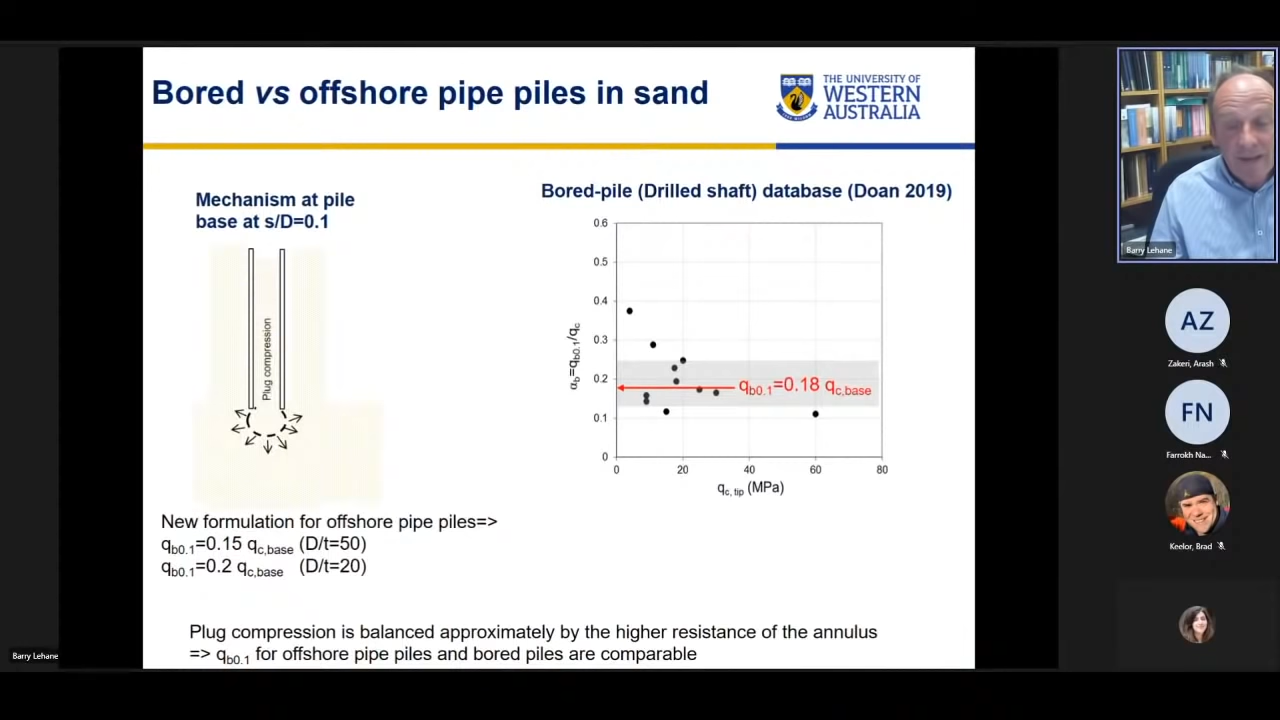 Bored vs offshore pipe piles in sand
THE UNIVERSITY OF
WESTERN
AUSTRALIA
Mechanism at pile
base at s/D=0.1
Plug compression
Bored-pile (Drilled shaft) database (Doan 2019)
0.6
0.5
0.4
0.3
0.2
0.1
0
αb=qb0.1/qc
qb0.1=0.18 qc,base
0 20 40 60 80
qc, tip (MPa)
New formulation for offshore pipe piles=>
qb0.1=0.15 qc,base (D/t=50)
qb0.1=0.2 qc,base (D/t=20)
Plug compression is balanced approximately by the higher resistance of the annulus
=> qb0.1 for offshore pipe piles and bored piles are comparable
Barry Lehane
Barry Lehane
AZ
Zakeri, Arash
FN
Farrokh Na...
Keelor, Brad